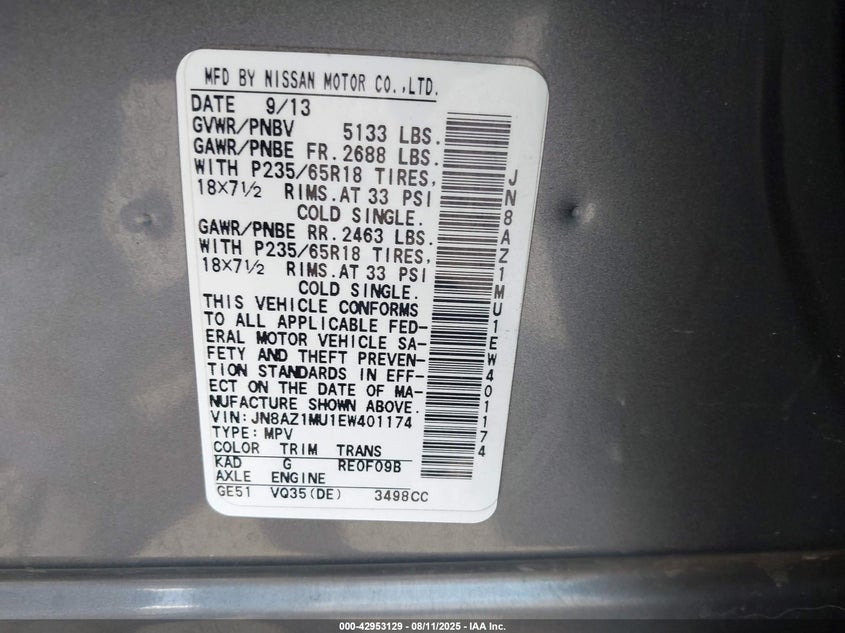 MFD BY NISSAN MOTOR CO.,LTD.
DATE 9/13
GVWR/PNBV 5133 LBS.
GAWR/PNBE FR. 2688 LBS.
WITH P235/65R18 TIRES,
18×7½ RIMS. AT 33 PSI
COLD SINGLE.
GAWR/PNBE RR. 2463 LBS.
WITH P235/65R18 TIRES,
18×7½ RIMS. AT 33 PSI
COLD SINGLE.
THIS VEHICLE CONFORMS
TO ALL APPLICABLE FED-
ERAL MOTOR VEHICLE SA-
FETY AND THEFT PREVEN-
TION STANDARDS IN EFF-
ECT ON THE DATE OF MA-
NUFACTURE SHOWN ABOVE.
VIN:JN8AZ1MU1EW401174
TYPE: MPV
COLOR TRIM TRANS
KAD G RE0F09B
AXLE ENGINE
GE51 VQ35(DE) 3498CC
JN8AZ1MU1EW401174
000-42953129 - 08/11/2025 - IAA Inc.